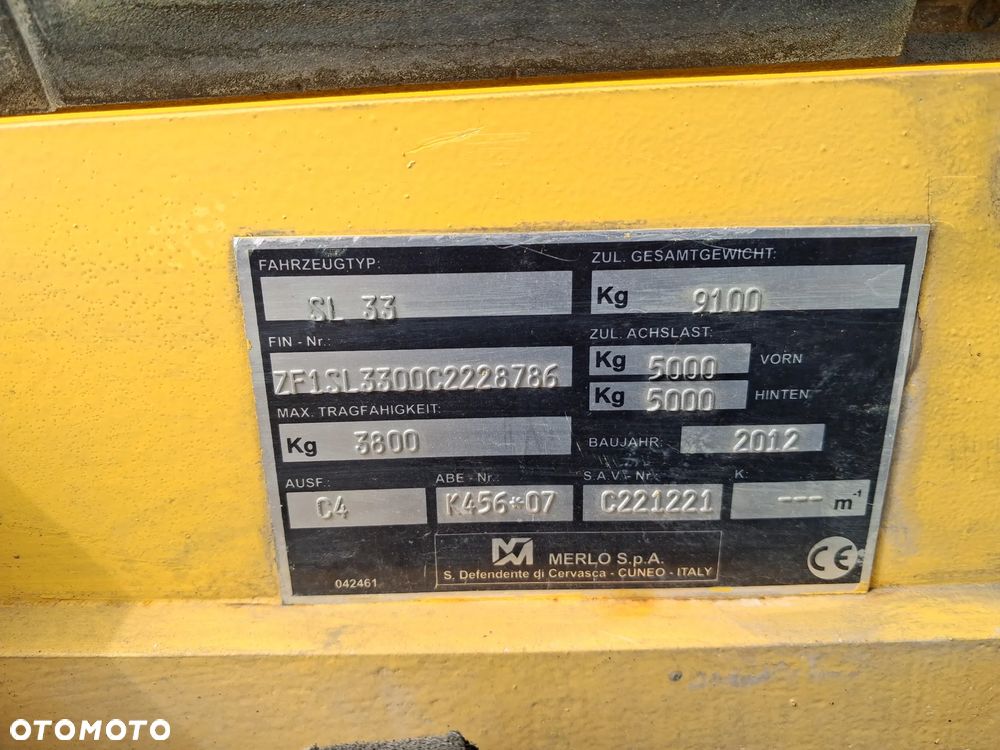 FAHRZEUGTYP:
SL 33
FIN - Nr.:
ZF1SL3300C2228786
MAX. TRAGFÄHIGKEIT:
Kg 3800
ZUL. GESAMTGEWICHT:
Kg 9100
ZUL. ACHSLAST:
Kg 5000 VORN
Kg 5000 HINTEN
BAUJAHR: 2012
AUSF.: ABE - Nr.: S.A.V. - Nr.: K:
C4 K456*07 C221221 --- m⁻¹
MERLO S.p.A.
S. Defendente di Cervasca - CUNEO - ITALY
042461
CE
OTOMOTO